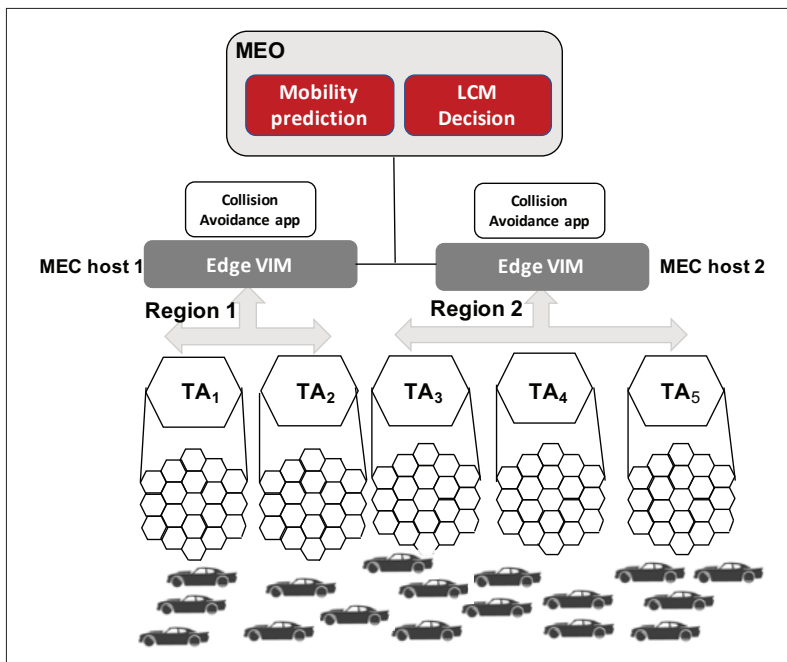 MEO
Mobility
prediction
LCM
Decision
Collision
Avoidance app
Collision
Avoidance app
MEC host 1
Edge VIM
Edge VIM
MEC host 2
Region 1
Region 2
TA₁
TA₂
TA₃
TA₄
TA5